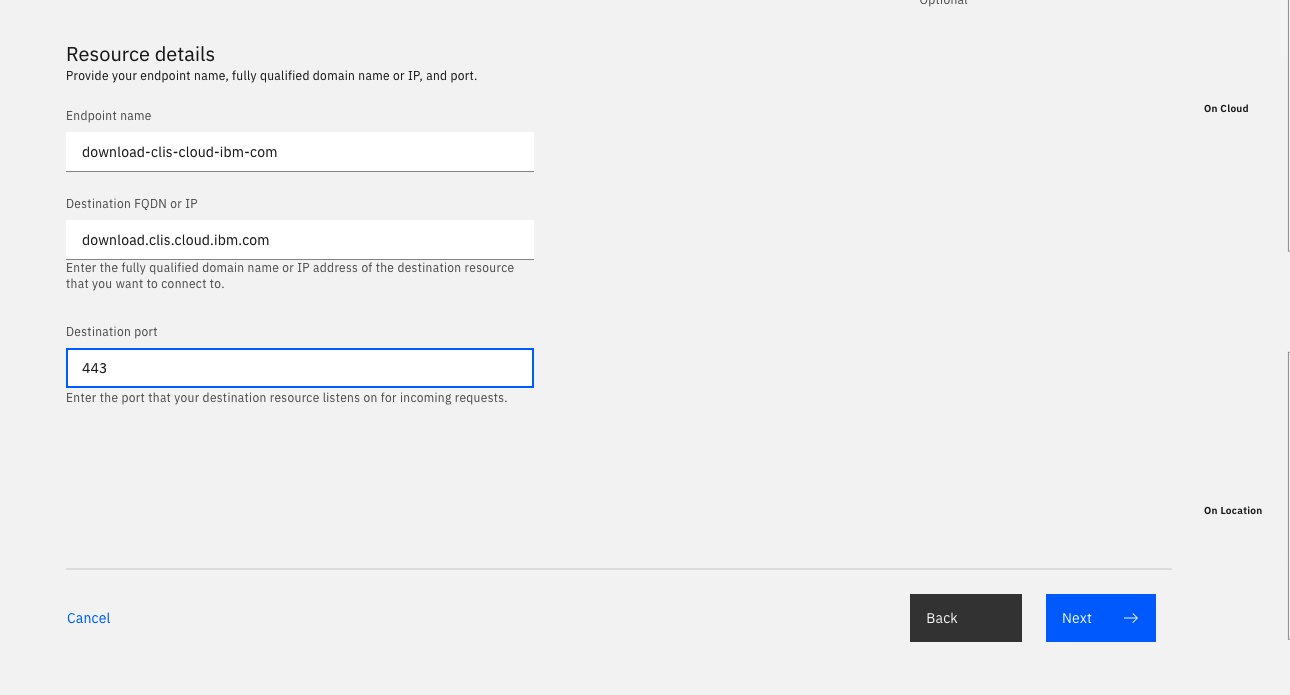 Optional
Resource details
Provide your endpoint name, fully qualified domain name or IP, and port.
Endpoint name
download-clis-cloud-ibm-com
Destination FQDN or IP
download.clis.cloud.ibm.com
Enter the fully qualified domain name or IP address of the destination resource
that you want to connect to.
Destination port
443
Enter the port that your destination resource listens on for incoming requests.
On Cloud
On Location
Cancel
Back
Next